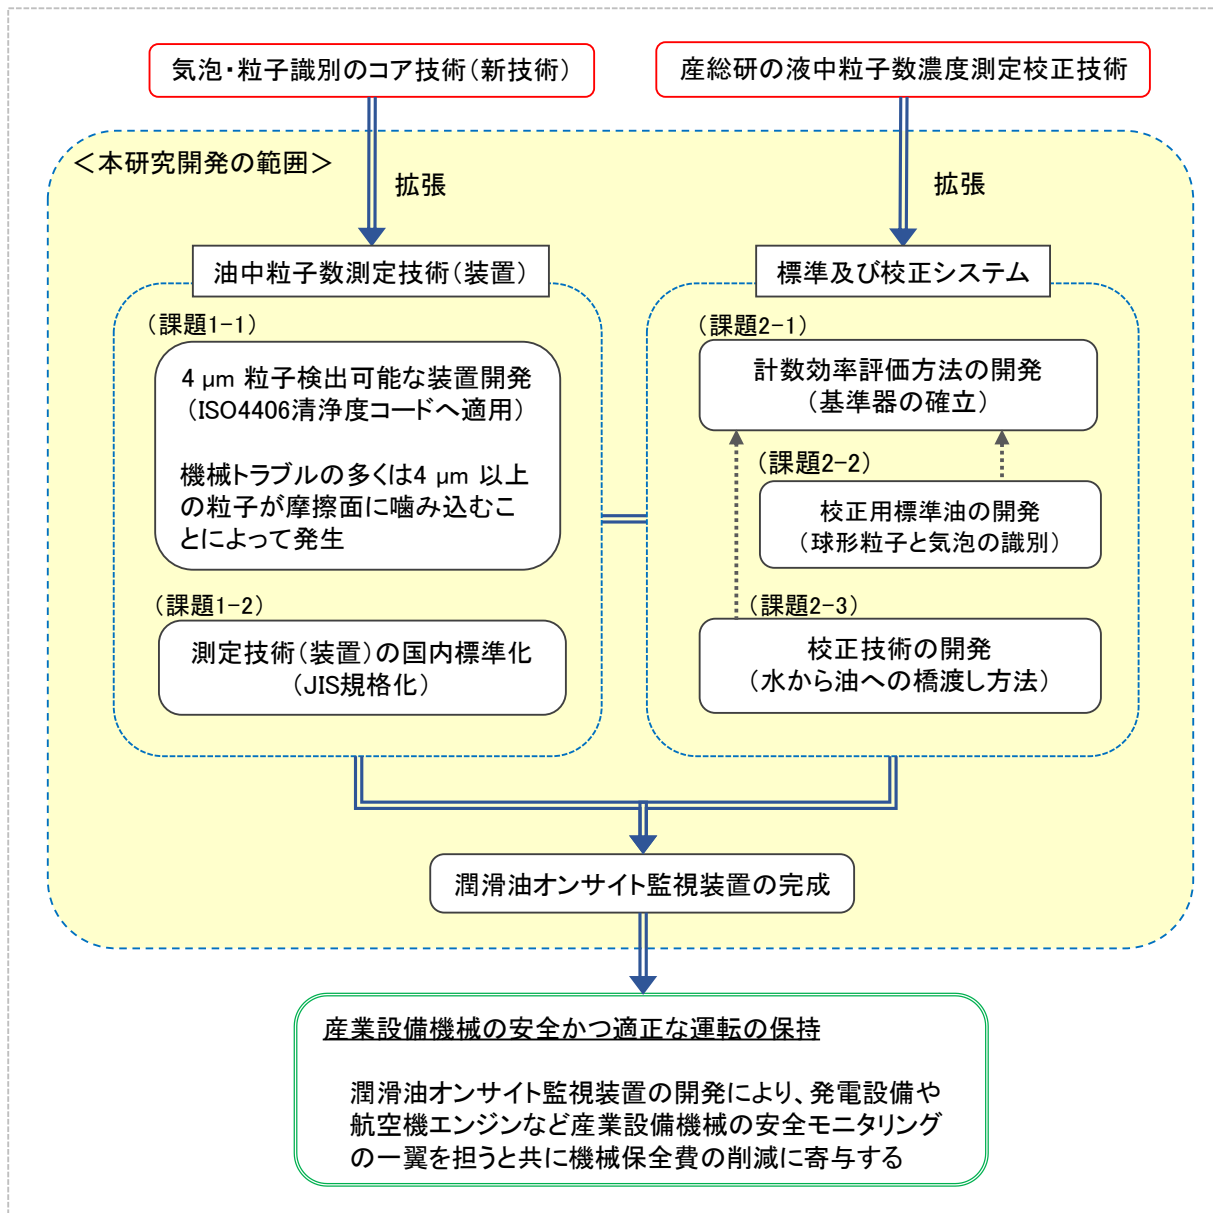 気泡・粒子識別のコア技術（新技術）
産総研の液中粒子数濃度測定校正技術
＜本研究開発の範囲＞
拡張
拡張
油中粒子数測定技術（装置）
（課題1-1）
4 μm 粒子検出可能な装置開発
（ISO4406清浄度コードへ適用）
機械トラブルの多くは4 μm 以上
の粒子が摩擦面に噛み込むこ
とによって発生
（課題1-2）
測定技術（装置）の国内標準化
（JIS規格化）
標準及び校正システム
（課題2-1）
計数効率評価方法の開発
（基準器の確立）
（課題2-2）
校正用標準油の開発
（球形粒子と気泡の識別）
（課題2-3）
校正技術の開発
（水から油への橋渡し方法）
潤滑油オンサイト監視装置の完成
産業設備機械の安全かつ適正な運転の保持
潤滑油オンサイト監視装置の開発により、発電設備や
航空機エンジンなど産業設備機械の安全モニタリング
の一翼を担うと共に機械保全費の削減に寄与する